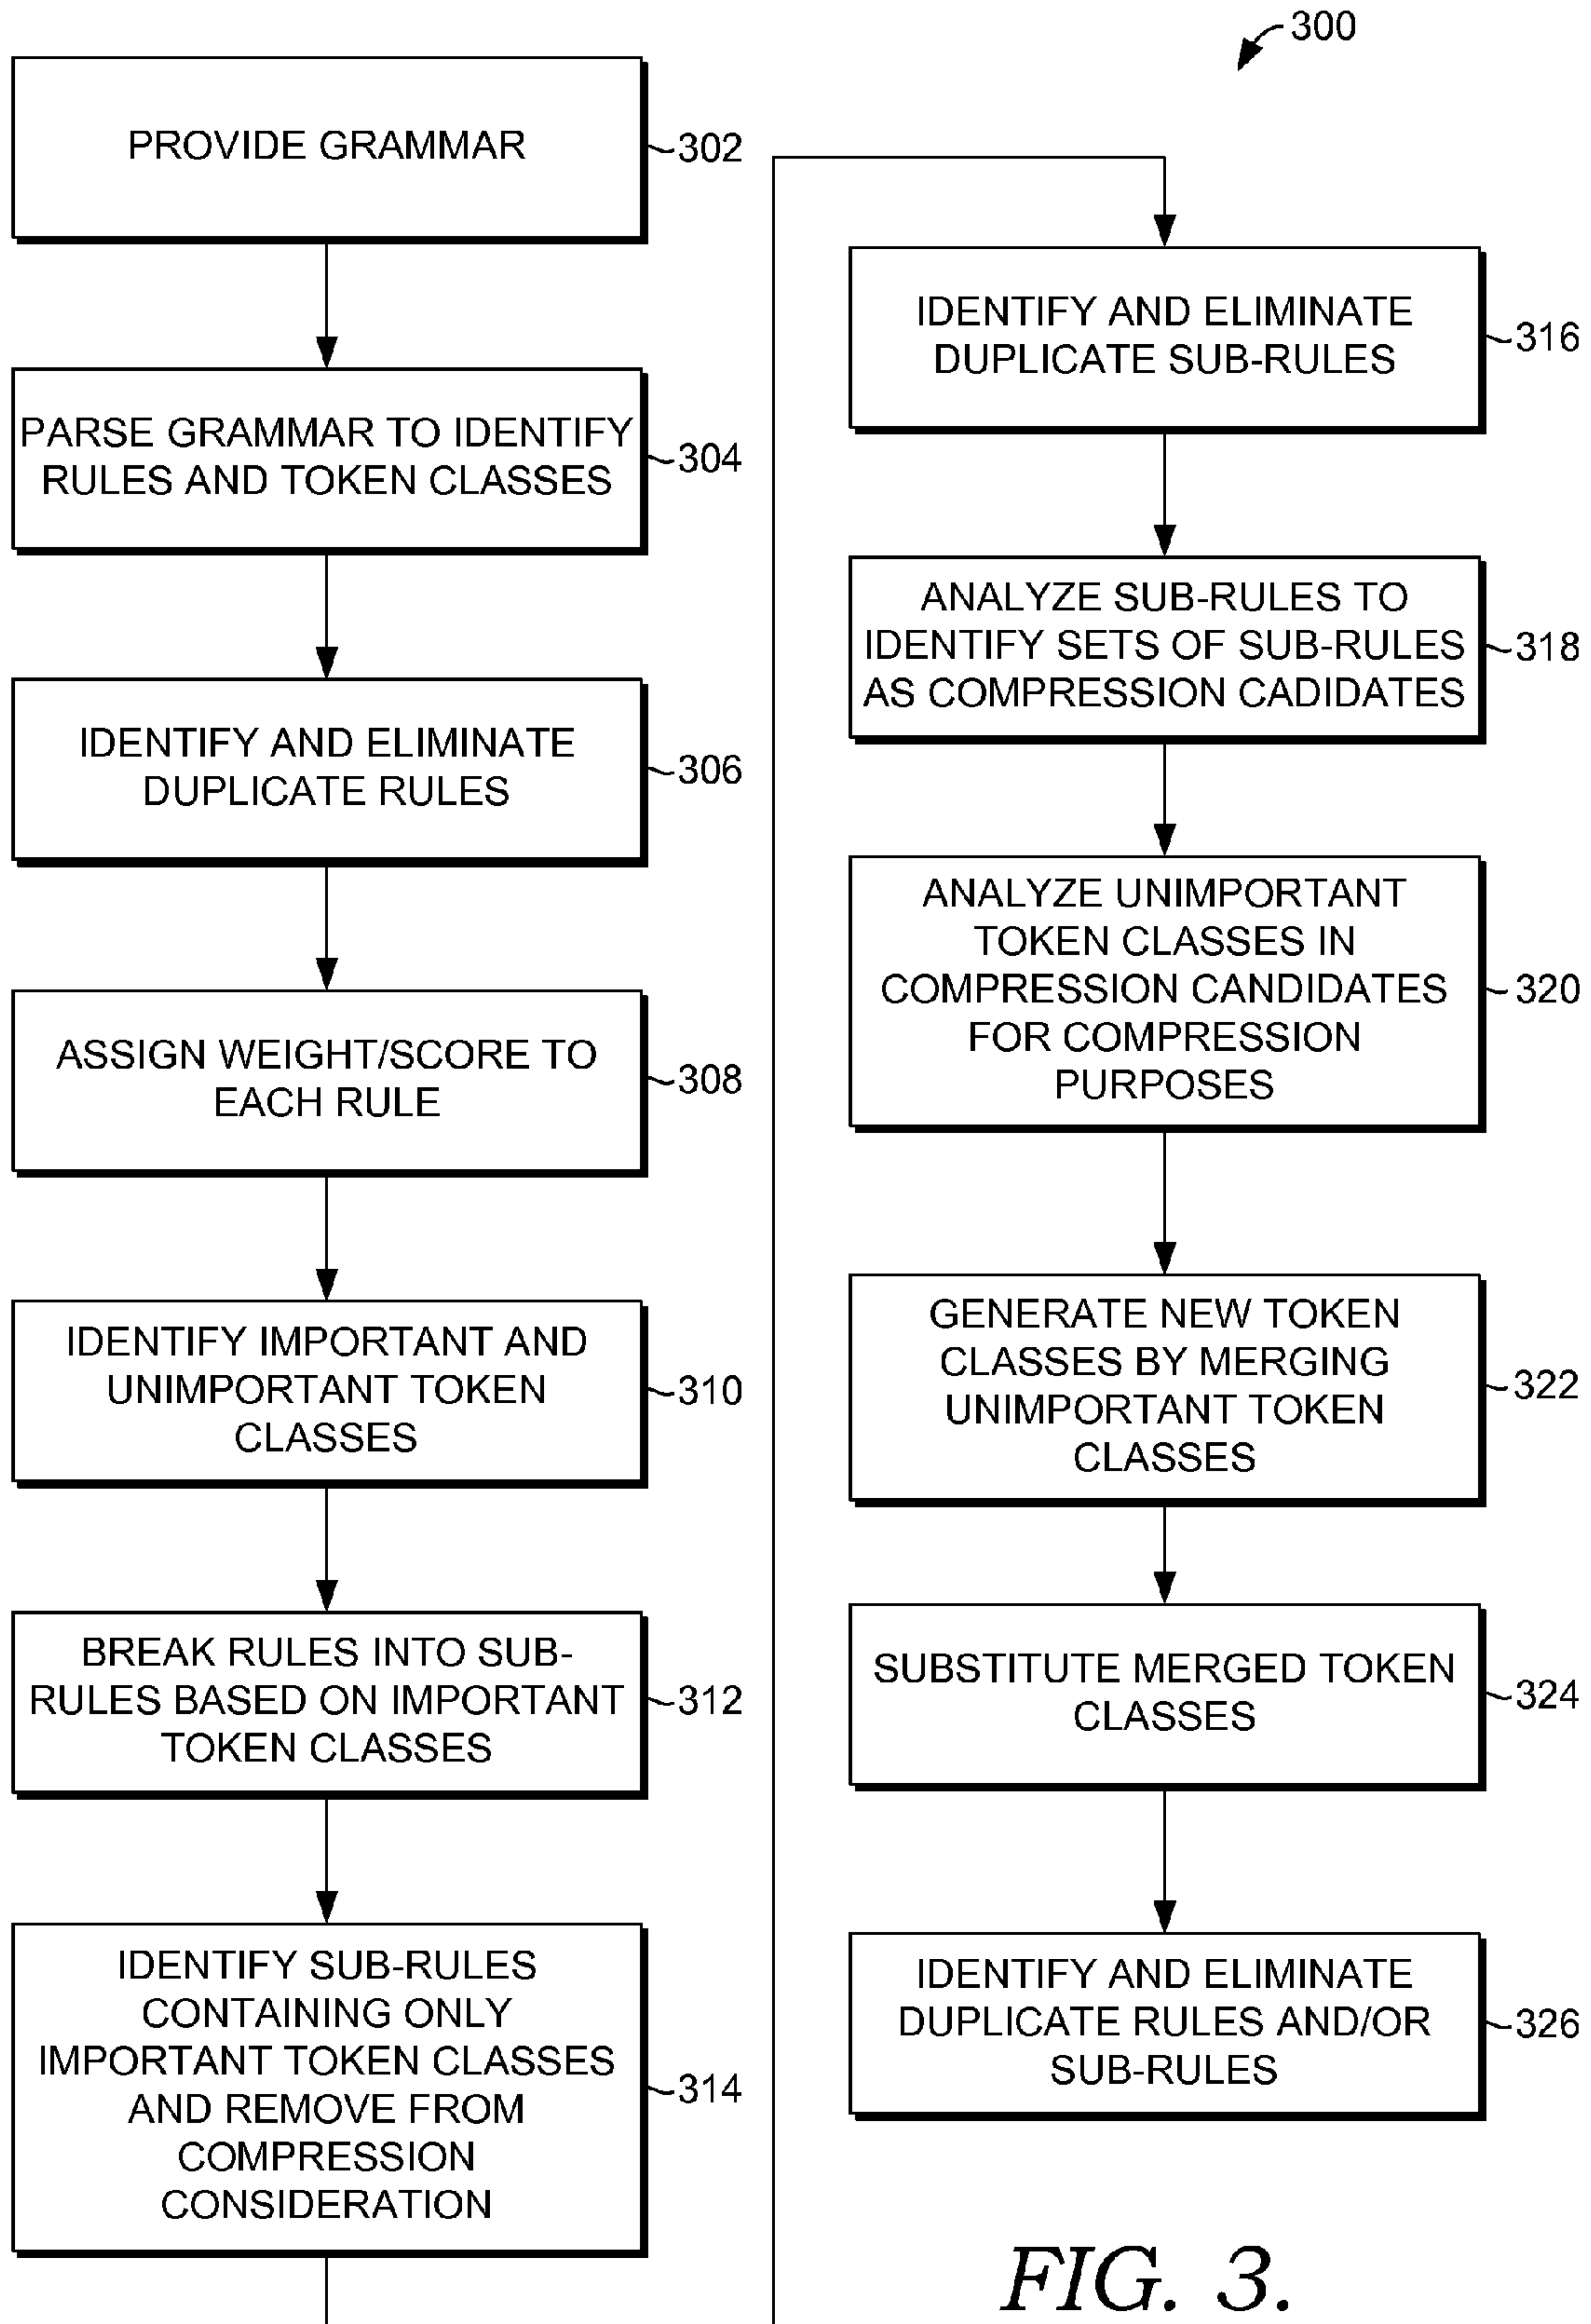 300
PROVIDE GRAMMAR
302
PARSE GRAMMAR TO IDENTIFY
RULES AND TOKEN CLASSES
304
IDENTIFY AND ELIMINATE
DUPLICATE RULES
306
ASSIGN WEIGHT/SCORE TO
EACH RULE
308
IDENTIFY IMPORTANT AND
UNIMPORTANT TOKEN
CLASSES
310
BREAK RULES INTO SUB-
RULES BASED ON IMPORTANT
TOKEN CLASSES
312
IDENTIFY SUB-RULES
CONTAINING ONLY
IMPORTANT TOKEN CLASSES
AND REMOVE FROM
COMPRESSION
CONSIDERATION
314
IDENTIFY AND ELIMINATE
DUPLICATE SUB-RULES
316
ANALYZE SUB-RULES TO
IDENTIFY SETS OF SUB-RULES
AS COMPRESSION CADIDATES
318
ANALYZE UNIMPORTANT
TOKEN CLASSES IN
COMPRESSION CANDIDATES
FOR COMPRESSION
PURPOSES
320
GENERATE NEW TOKEN
CLASSES BY MERGING
UNIMPORTANT TOKEN
CLASSES
322
SUBSTITUTE MERGED TOKEN
CLASSES
324
IDENTIFY AND ELIMINATE
DUPLICATE RULES AND/OR
SUB-RULES
326
FIG. 3.